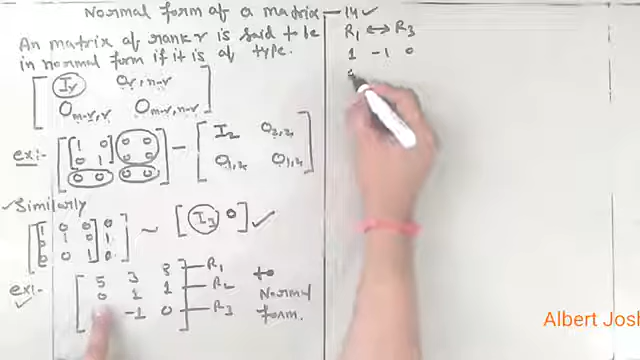 Normal form of a matrix
An matrix of rank r is said to be
in normal form if it is of type.
[ Ir Or,n-r
Om-r,r Om-r,n-r ]
ex:- [ 1 0 0 0
0 1 0 0
0 0 0 0 ] - [ I2 O2,2
O1,2 O1,2 ]
✓Similarly
[ 1 0 0 0
0 1 0 0
0 0 1 0 ] ~ [ I3 0 ] ✓
ex:- [ 5 3 8 ] R1 to
✓ 0 1 1 R2 Normal
-1 0 R3 form.
14 ✓
R1 ↔ R3
1 -1 0
Albert Josh